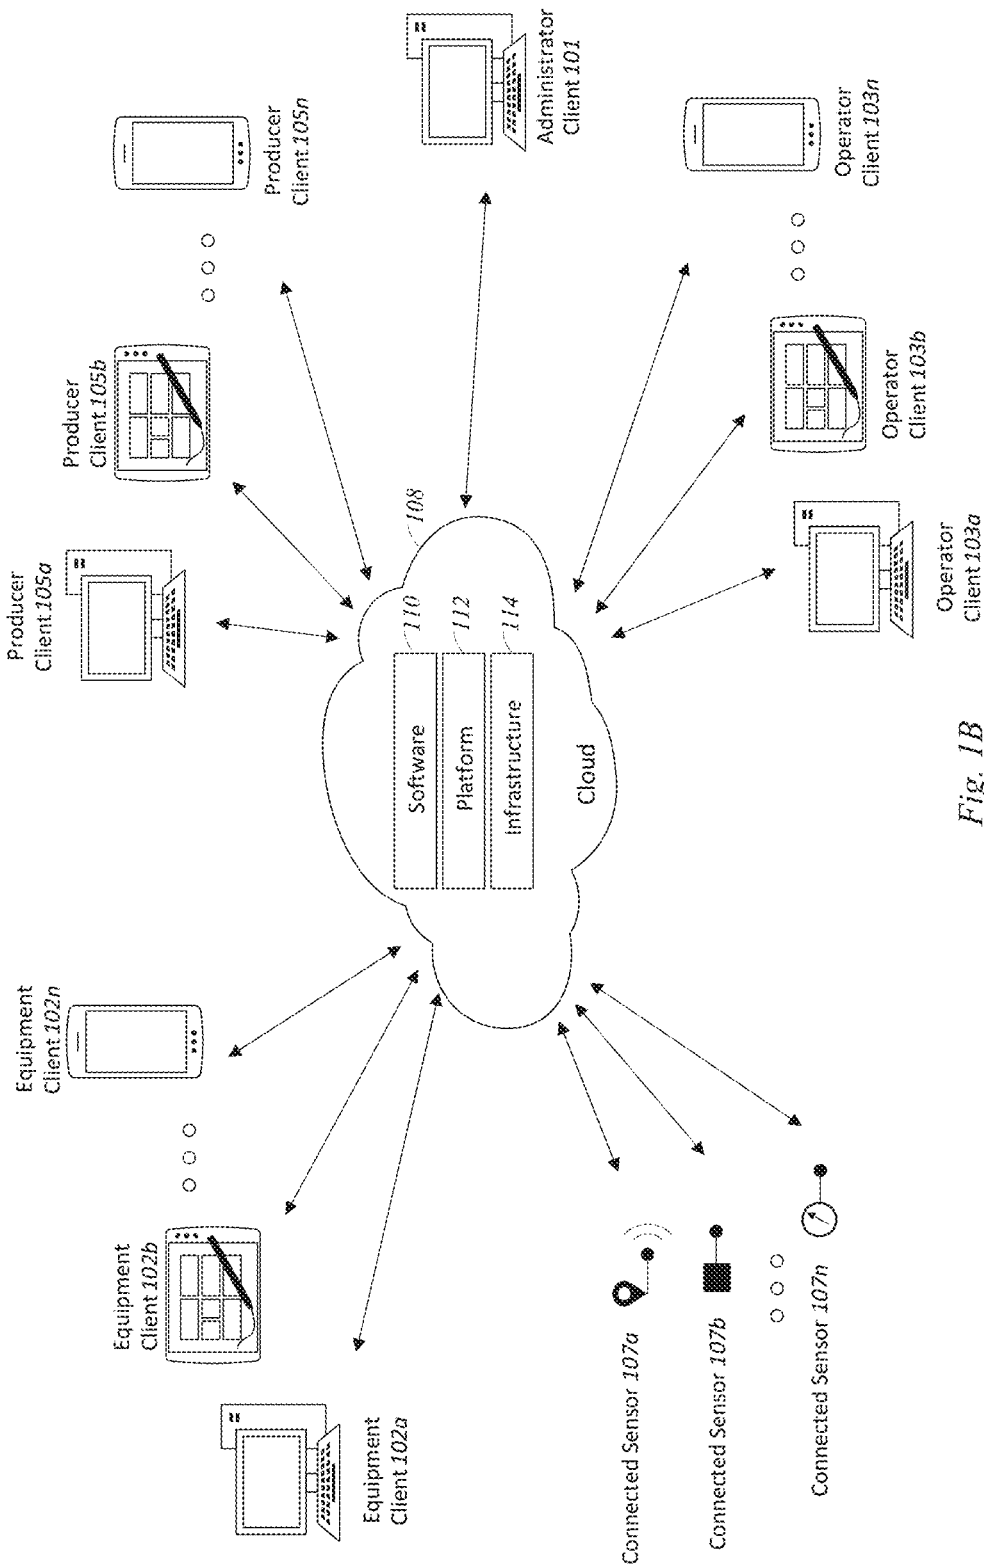 Equipment
Client 102a
Equipment
Client 102b
Equipment
Client 102n
Producer
Client 105a
Producer
Client 105b
Producer
Client 105n
Administrator
Client 101
Operator
Client 103n
Operator
Client 103b
Operator
Client 103a
108
Software
110
Platform
112
Infrastructure
114
Cloud
Connected Sensor 107a
Connected Sensor 107b
Connected Sensor 107n
Fig. 1B